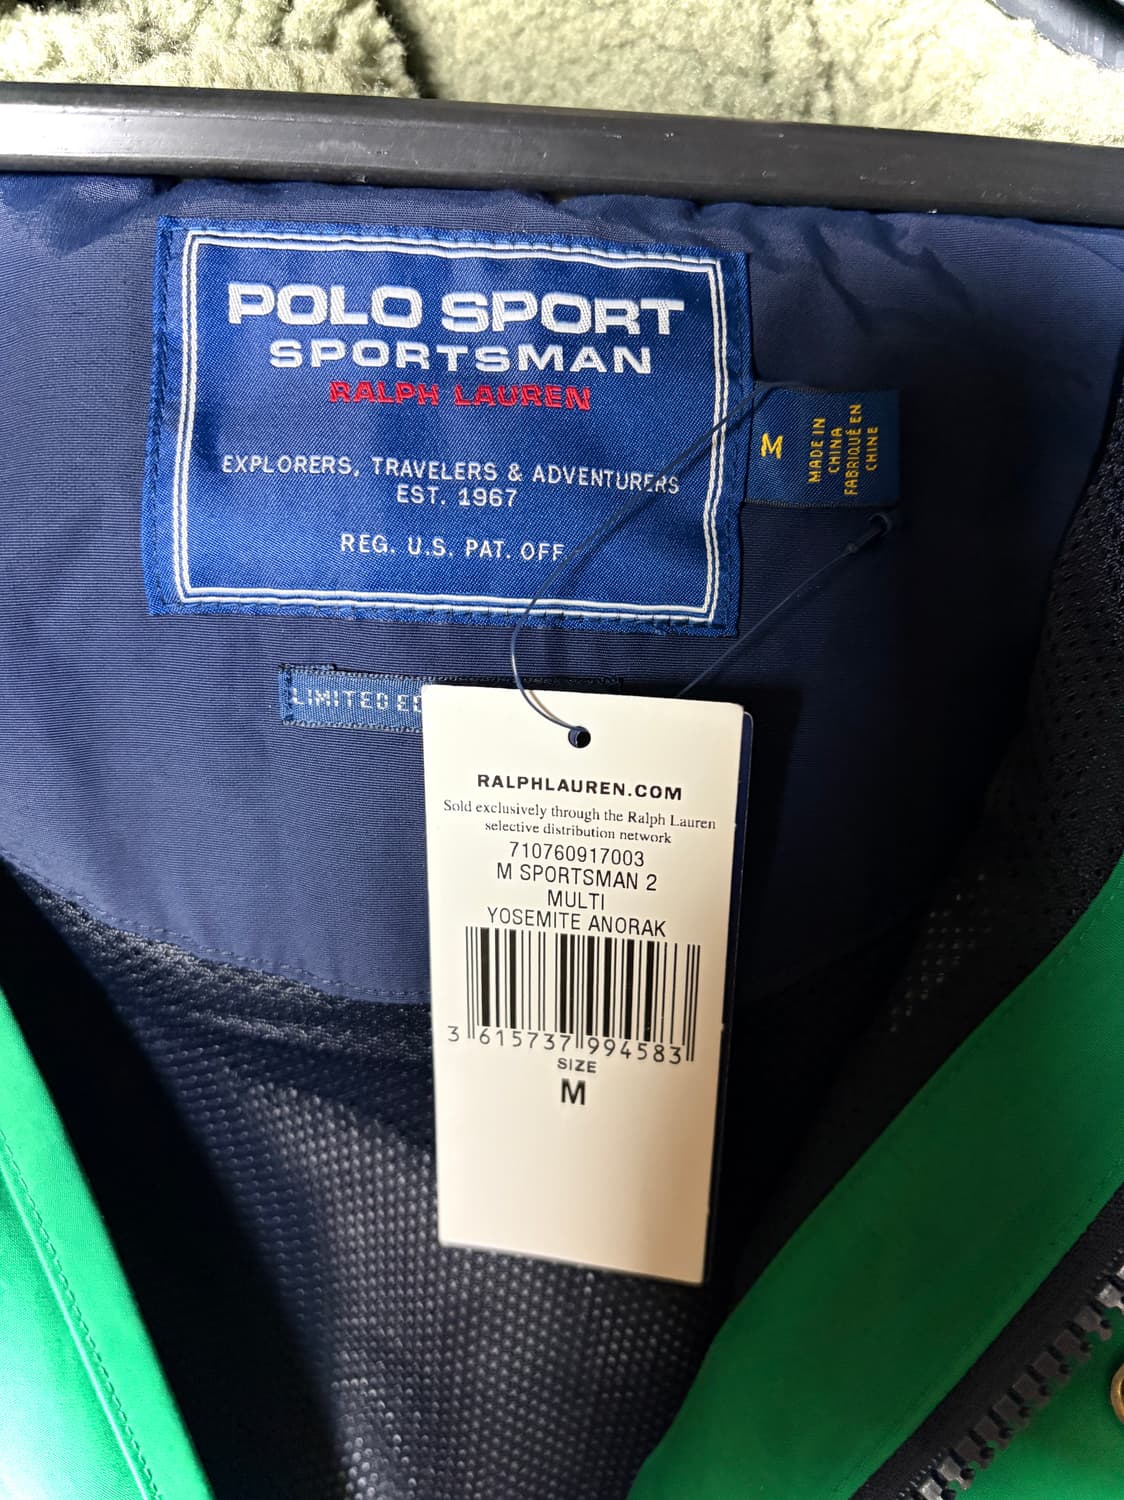 POLO SPORT
SPORTSMAN
RALPH LAUREN
EXPLORERS, TRAVELERS & ADVENTURERS
EST. 1967
REG. U.S. PAT. OFF
M
MADE IN
CHINA
FABRIQUÉ EN
CHINE
LIMITED
RALPHLAUREN.COM
Sold exclusively through the Ralph Lauren
selective distribution network
710760917003
M SPORTSMAN 2
MULTI
YOSEMITE ANORAK
3 615737 994583
SIZE
M